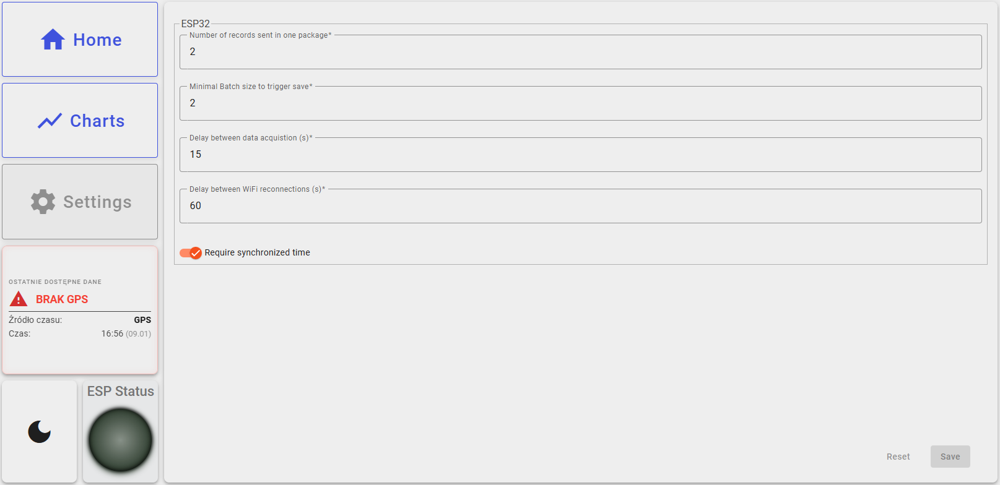 Home
Charts
Settings
OSTATNIE DOSTĘPNE DANE
BRAK GPS
Źródło czasu: GPS
Czas: 16:56 (09.01)
ESP Status
ESP32
Number of records sent in one package*
2
Minimal Batch size to trigger save*
2
Delay between data acquistion (s)*
15
Delay between WiFi reconnections (s)*
60
Require synchronized time
Reset Save